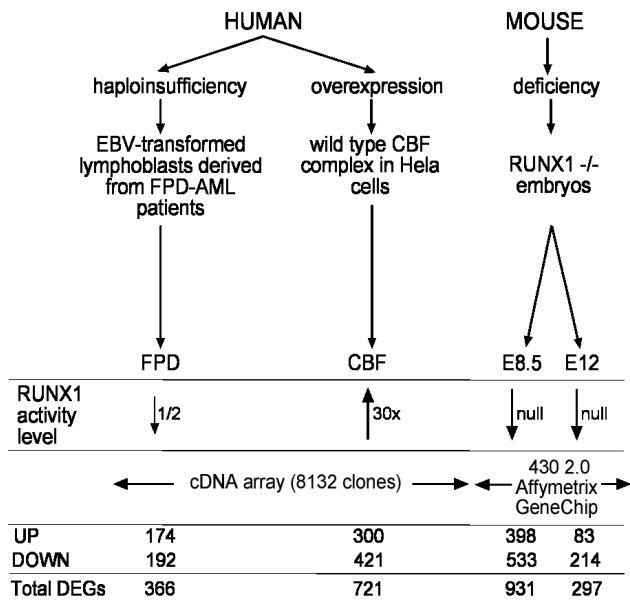 HUMAN MOUSE
haploinsufficiency overexpression deficiency
EBV-transformed
lymphoblasts derived
from FPD-AML
patients
wild type CBF
complex in Hela
cells
RUNX1 -/-
embryos
FPD CBF E8.5 E12
RUNX1
activity
level
1/2 30x null null
cDNA array (8132 clones)
430 2.0
Affymetrix
GeneChip
UP 174 300 398 83
DOWN 192 421 533 214
Total DEGs 366 721 931 297